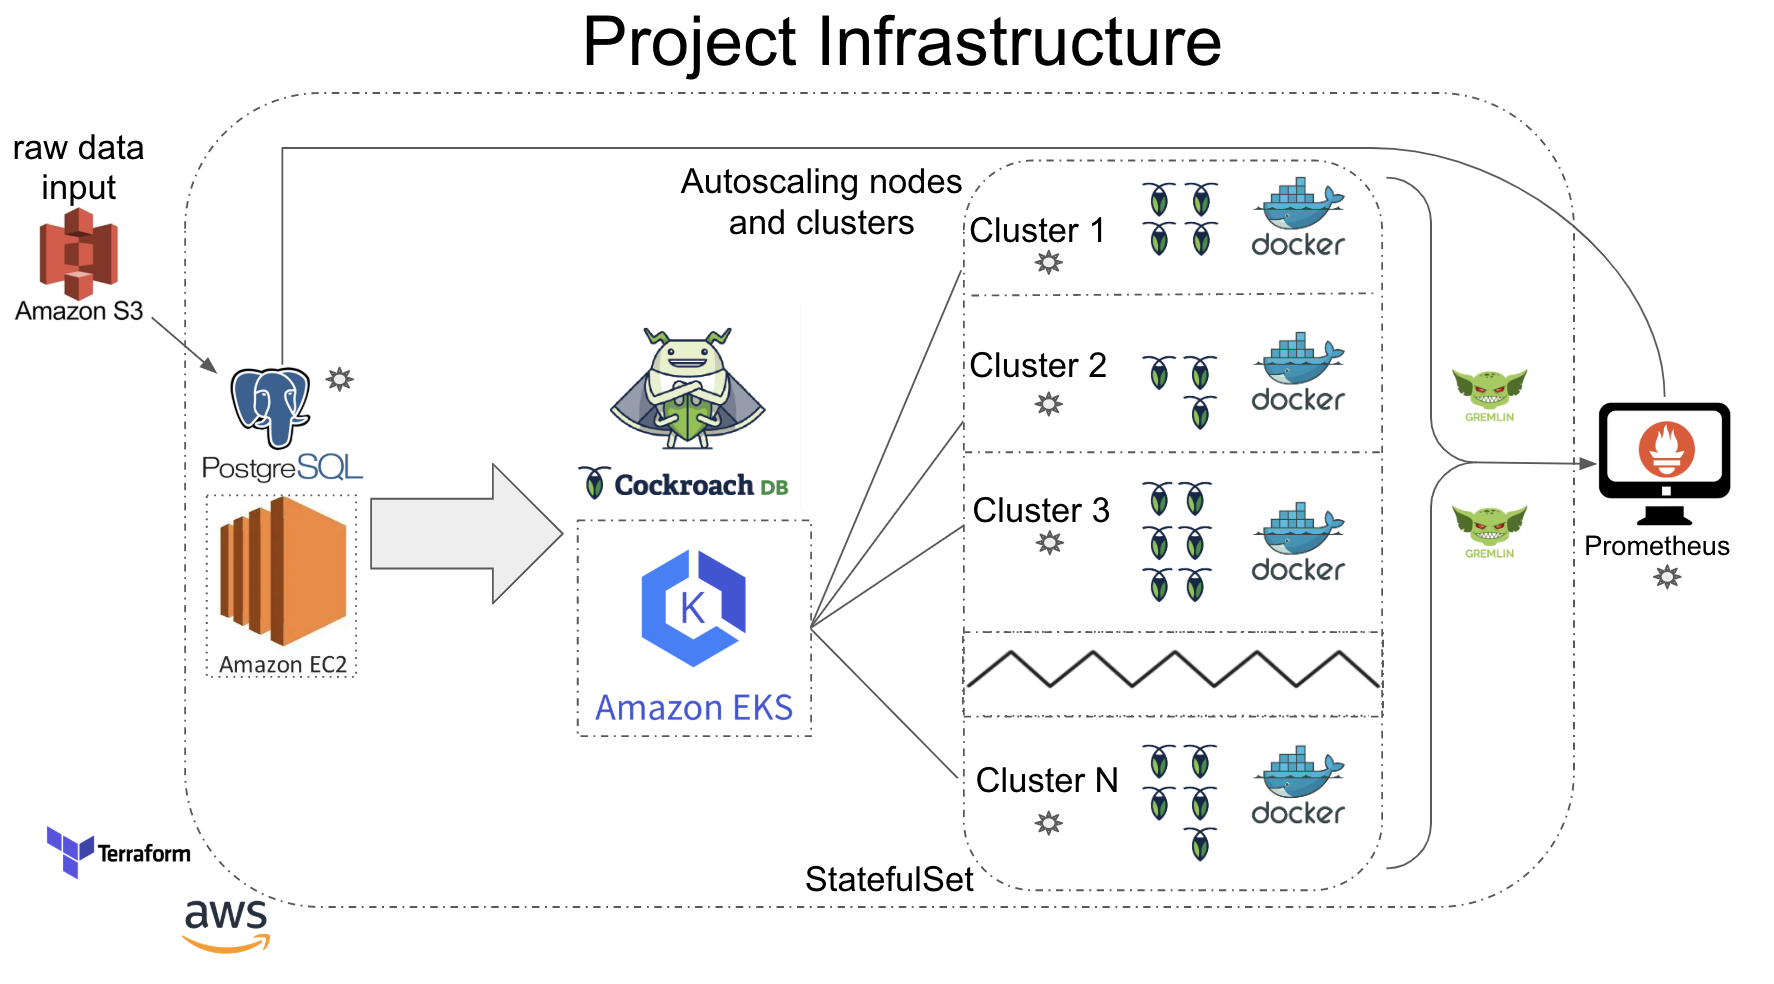 Project Infrastructure
raw data
input
Amazon S3
Autoscaling nodes
and clusters
Cluster 1
docker
Cluster 2
docker
GREMLIN
PostgreSQL
Cockroach DB
Cluster 3
docker
GREMLIN
Prometheus
Amazon EC2
K
Amazon EKS
Cluster N
docker
Terraform
StatefulSet
aws